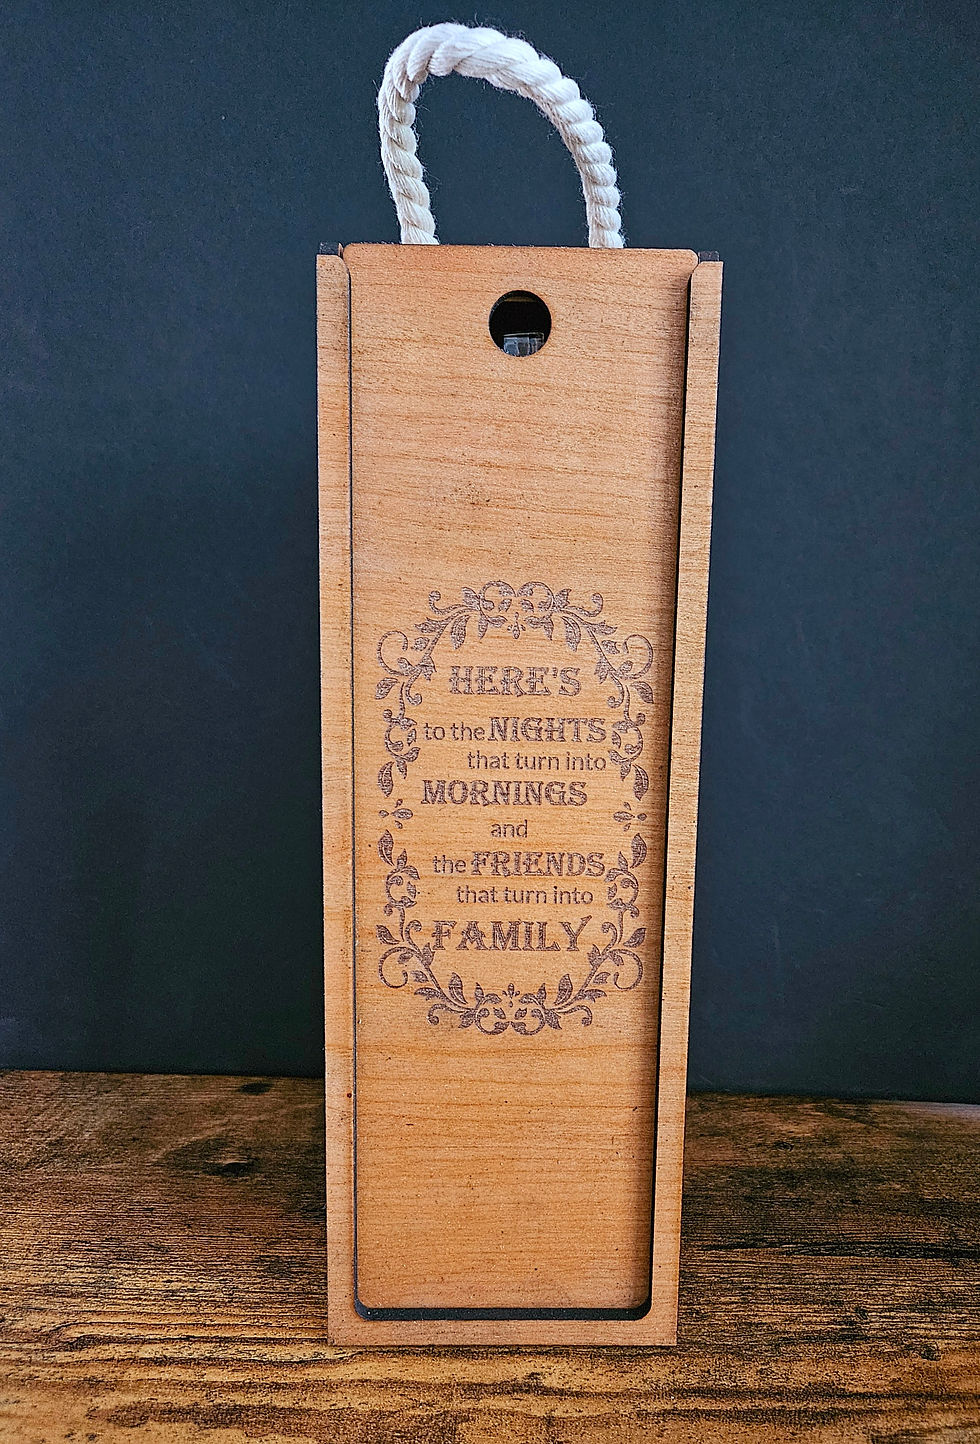 HERE'S
to the NIGHTS
that turn into
MORNINGS
and
the FRIENDS
that turn into
FAMILY